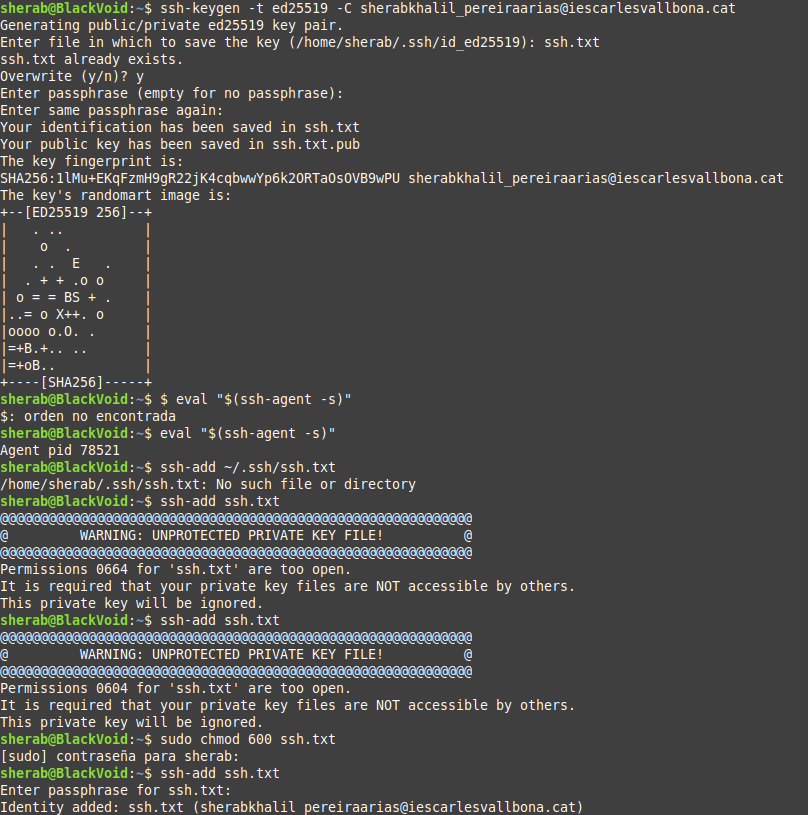 sherab@BlackVoid:~$ ssh-keygen -t ed25519 -C sherabkhalil_pereiraarias@iescarlesvallbona.cat
Generating public/private ed25519 key pair.
Enter file in which to save the key (/home/sherab/.ssh/id_ed25519): ssh.txt
ssh.txt already exists.
Overwrite (y/n)? y
Enter passphrase (empty for no passphrase):
Enter same passphrase again:
Your identification has been saved in ssh.txt
Your public key has been saved in ssh.txt.pub
The key fingerprint is:
SHA256:1lMu+EKqFzmH9gR22jK4cqbwwYp6k2ORTaOsOVB9wPU sherabkhalil_pereiraarias@iescarlesvallbona.cat
The key's randomart image is:
+--[ED25519 256]--+
|   . ..          |
|    o  .         |
|   . .  E   .    |
|  . + + .o o     |
| o = = BS + .    |
|..= o X++. o     |
|oooo o.O. .      |
|=+B.+.. ..       |
|=+oB..           |
+----[SHA256]-----+
sherab@BlackVoid:~$ $ eval "$(ssh-agent -s)"
$: orden no encontrada
sherab@BlackVoid:~$ eval "$(ssh-agent -s)"
Agent pid 78521
sherab@BlackVoid:~$ ssh-add ~/.ssh/ssh.txt
/home/sherab/.ssh/ssh.txt: No such file or directory
sherab@BlackVoid:~$ ssh-add ssh.txt
@@@@@@@@@@@@@@@@@@@@@@@@@@@@@@@@@@@@@@@@@@@@@@@@@@@@@@@@@@@
@         WARNING: UNPROTECTED PRIVATE KEY FILE!          @
@@@@@@@@@@@@@@@@@@@@@@@@@@@@@@@@@@@@@@@@@@@@@@@@@@@@@@@@@@@
Permissions 0664 for 'ssh.txt' are too open.
It is required that your private key files are NOT accessible by others.
This private key will be ignored.
sherab@BlackVoid:~$ ssh-add ssh.txt
@@@@@@@@@@@@@@@@@@@@@@@@@@@@@@@@@@@@@@@@@@@@@@@@@@@@@@@@@@@
@         WARNING: UNPROTECTED PRIVATE KEY FILE!          @
@@@@@@@@@@@@@@@@@@@@@@@@@@@@@@@@@@@@@@@@@@@@@@@@@@@@@@@@@@@
Permissions 0604 for 'ssh.txt' are too open.
It is required that your private key files are NOT accessible by others.
This private key will be ignored.
sherab@BlackVoid:~$ sudo chmod 600 ssh.txt
[sudo] contraseña para sherab:
sherab@BlackVoid:~$ ssh-add ssh.txt
Enter passphrase for ssh.txt:
Identity added: ssh.txt (sherabkhalil_pereiraarias@iescarlesvallbona.cat)